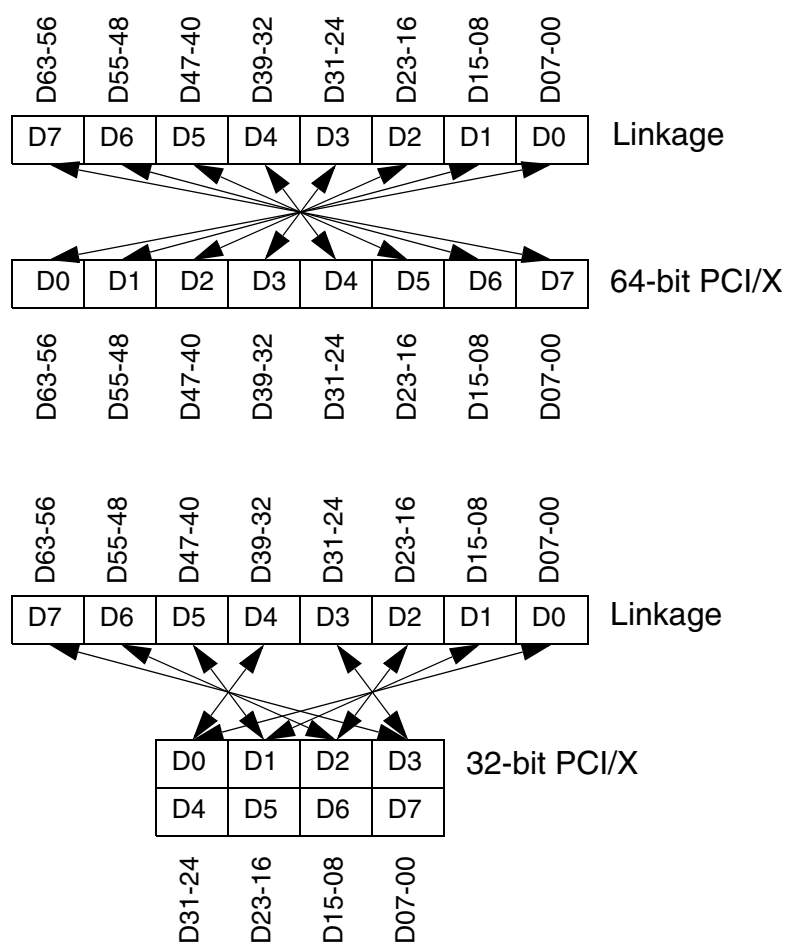 D63-56 D55-48 D47-40 D39-32 D31-24 D23-16 D15-08 D07-00
D7 D6 D5 D4 D3 D2 D1 D0 Linkage
D0 D1 D2 D3 D4 D5 D6 D7 64-bit PCI/X
D63-56 D55-48 D47-40 D39-32 D31-24 D23-16 D15-08 D07-00
D63-56 D55-48 D47-40 D39-32 D31-24 D23-16 D15-08 D07-00
D7 D6 D5 D4 D3 D2 D1 D0 Linkage
D0 D1 D2 D3 32-bit PCI/X
D4 D5 D6 D7
D31-24 D23-16 D15-08 D07-00